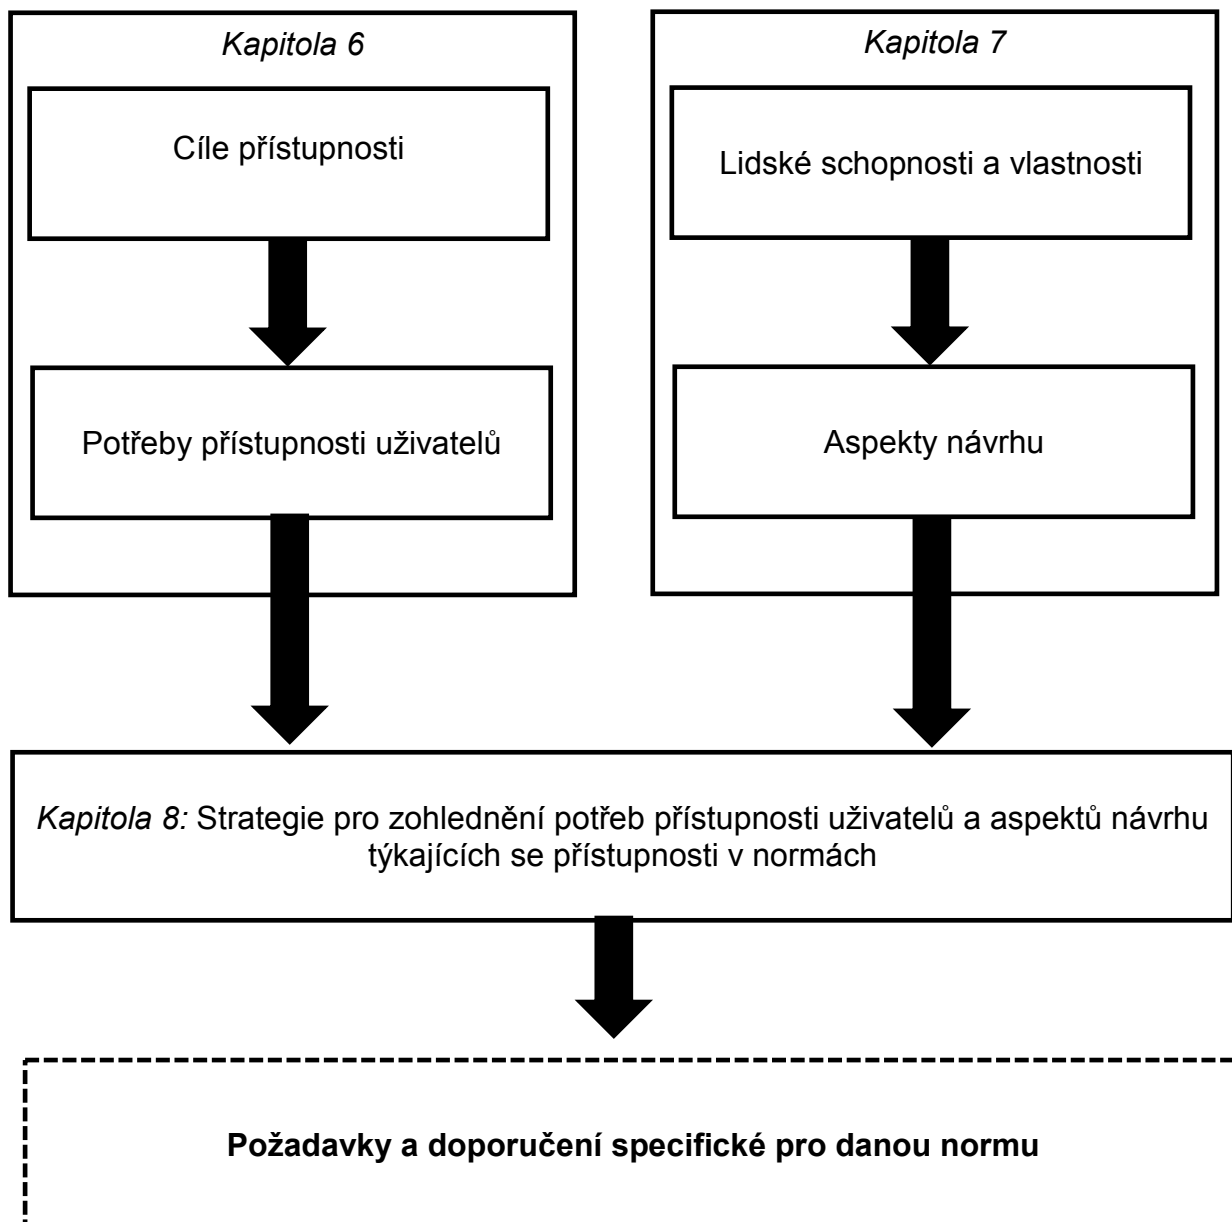 Kapitola 6
Cíle přístupnosti
Potřeby přístupnosti uživatelů
Kapitola 7
Lidské schopnosti a vlastnosti
Aspekty návrhu
Kapitola 8: Strategie pro zohlednění potřeb přístupnosti uživatelů a aspektů návrhu
týkajících se přístupnosti v normách
Požadavky a doporučení specifické pro danou normu